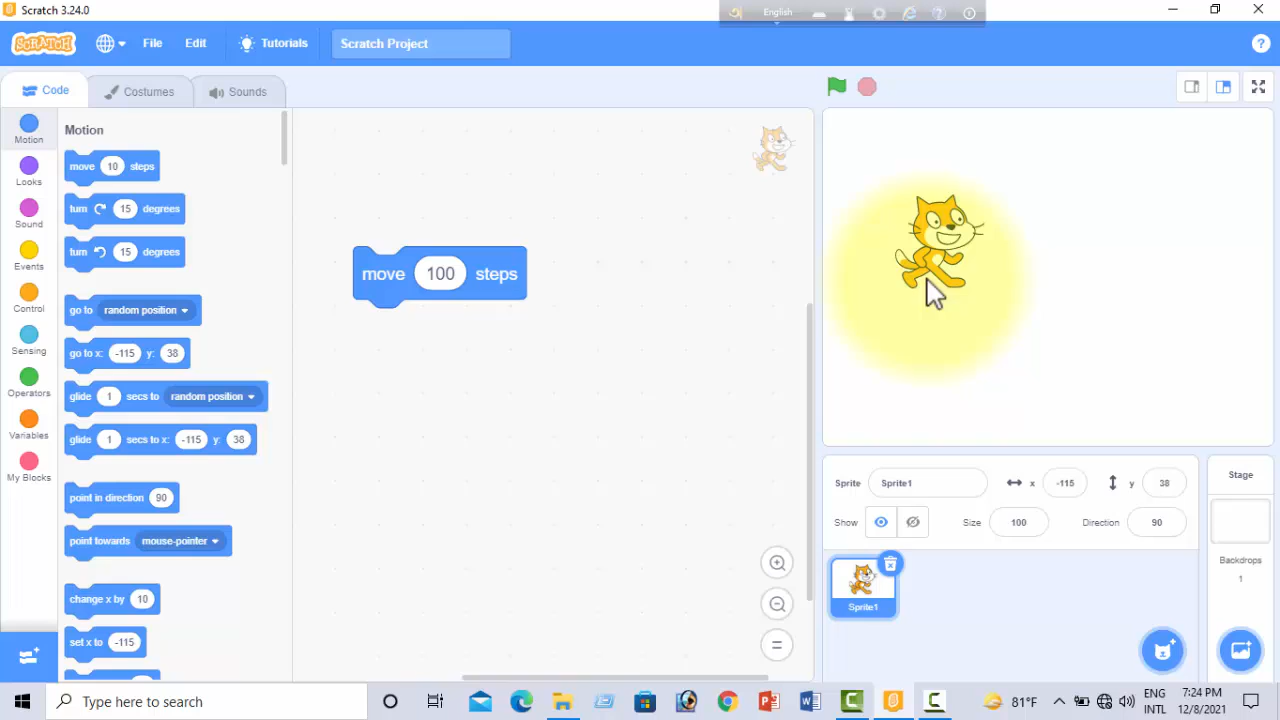 Scratch 3.24.0
English
SCRATCH
File
Edit
Tutorials
Scratch Project
?
Code
Costumes
Sounds
Motion
Looks
Sound
Events
Control
Sensing
Operators
Variables
My Blocks
Motion
move 10 steps
turn 15 degrees
turn 15 degrees
go to random position
go to x: -115 y: 38
glide 1 secs to random position
glide 1 secs to x: -115 y: 38
point in direction 90
point towards mouse-pointer
change x by 10
set x to -115
move 100 steps
Sprite Sprite1 x -115 y 38
Show Size 100 Direction 90
Sprite1
Stage
Backdrops
1
Type here to search
81°F
ENG
INTL
7:24 PM
12/8/2021